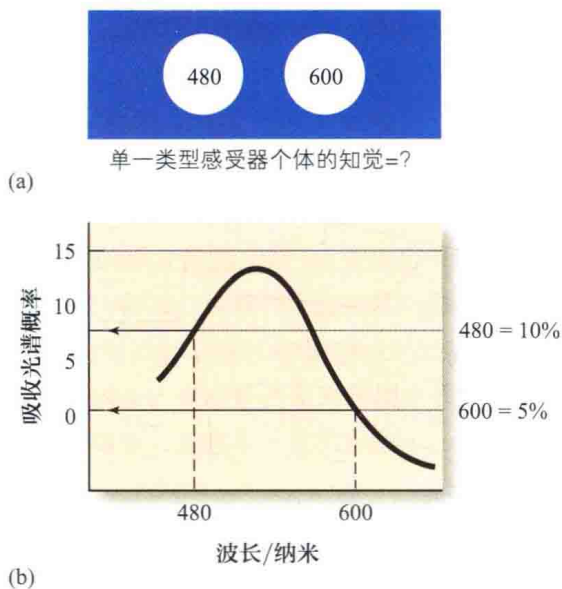 480 600
单一类型感受器个体的知觉=?
(a)
吸收光谱概率
15
10
5
0
480 = 10%
600 = 5%
480 600
波长/纳米
(b)